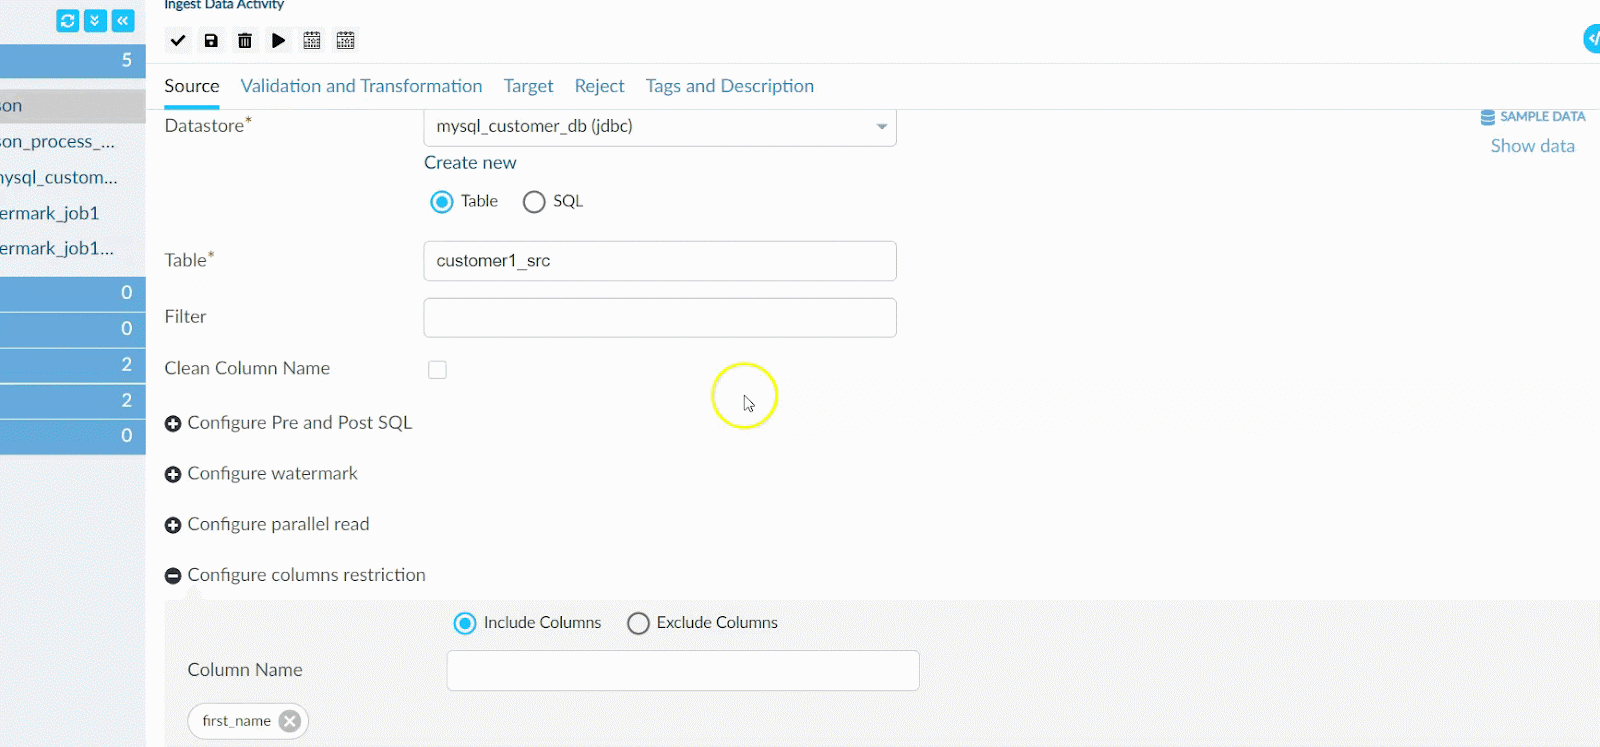 Ingest Data Activity
5
son
son_process_...
mysql_custom...
ermark_job1
ermark_job1...
0
0
2
2
0
Source Validation and Transformation Target Reject Tags and Description
Datastore* mysql_customer_db (jdbc)
SAMPLE DATA
Create new
Show data
Table SQL
Table* customer1_src
Filter
Clean Column Name
Configure Pre and Post SQL
Configure watermark
Configure parallel read
Configure columns restriction
Include Columns Exclude Columns
Column Name
first_name